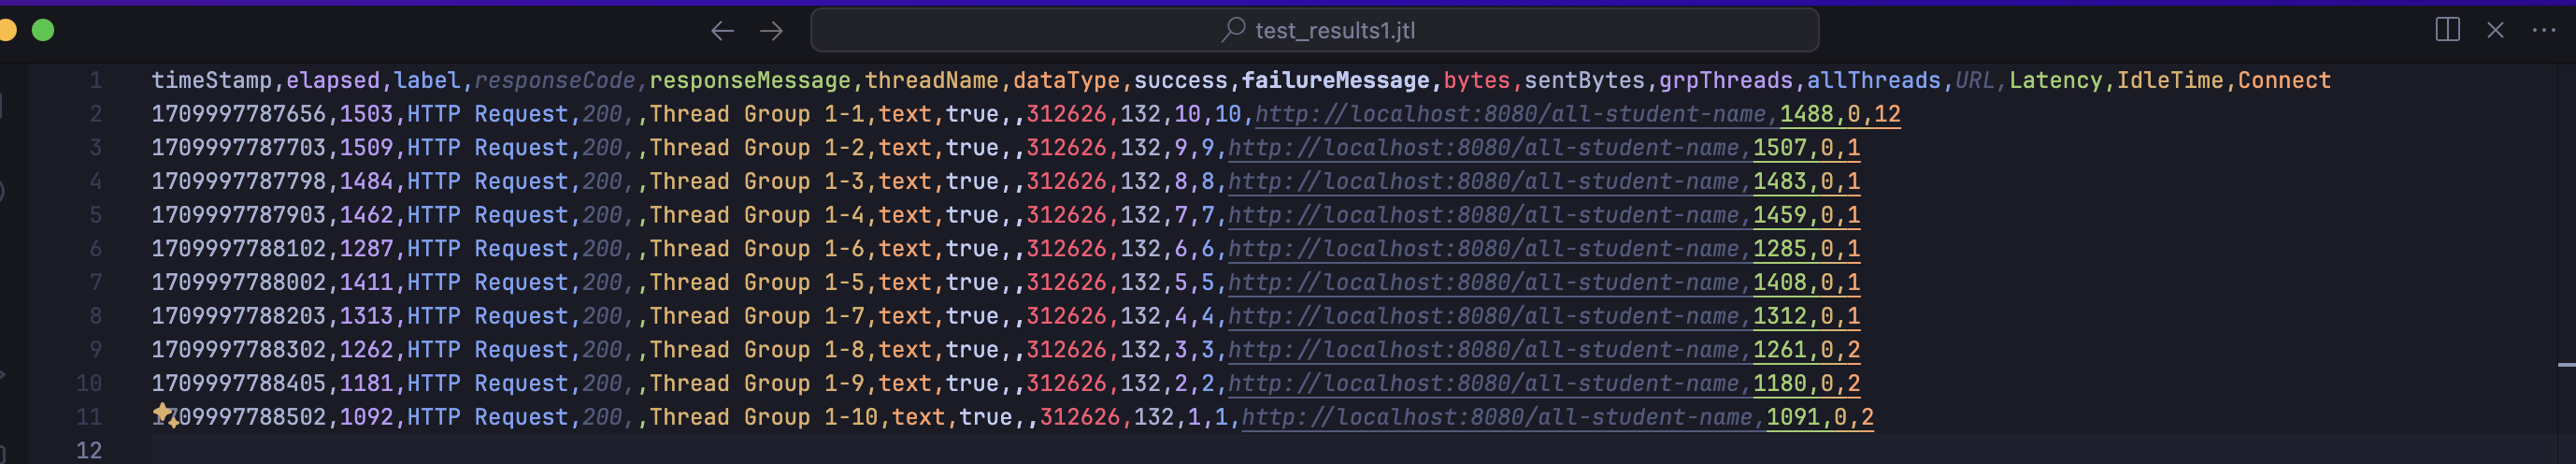 test_results1.jtl
1 timeStamp,elapsed,label,responseCode,responseMessage,threadName,dataType,success,failureMessage,bytes,sentBytes,grpThreads,allThreads,URL,Latency,IdleTime,Connect
2 1709997787656,1503,HTTP Request,200,,Thread Group 1-1,text,true,,312626,132,10,10,http://localhost:8080/all-student-name,1488,0,12
3 1709997787703,1509,HTTP Request,200,,Thread Group 1-2,text,true,,312626,132,9,9,http://localhost:8080/all-student-name,1507,0,1
4 1709997787798,1484,HTTP Request,200,,Thread Group 1-3,text,true,,312626,132,8,8,http://localhost:8080/all-student-name,1483,0,1
5 1709997787903,1462,HTTP Request,200,,Thread Group 1-4,text,true,,312626,132,7,7,http://localhost:8080/all-student-name,1459,0,1
6 1709997788102,1287,HTTP Request,200,,Thread Group 1-6,text,true,,312626,132,6,6,http://localhost:8080/all-student-name,1285,0,1
7 1709997788002,1411,HTTP Request,200,,Thread Group 1-5,text,true,,312626,132,5,5,http://localhost:8080/all-student-name,1408,0,1
8 1709997788203,1313,HTTP Request,200,,Thread Group 1-7,text,true,,312626,132,4,4,http://localhost:8080/all-student-name,1312,0,1
9 1709997788302,1262,HTTP Request,200,,Thread Group 1-8,text,true,,312626,132,3,3,http://localhost:8080/all-student-name,1261,0,2
10 1709997788405,1181,HTTP Request,200,,Thread Group 1-9,text,true,,312626,132,2,2,http://localhost:8080/all-student-name,1180,0,2
11 1709997788502,1092,HTTP Request,200,,Thread Group 1-10,text,true,,312626,132,1,1,http://localhost:8080/all-student-name,1091,0,2
12